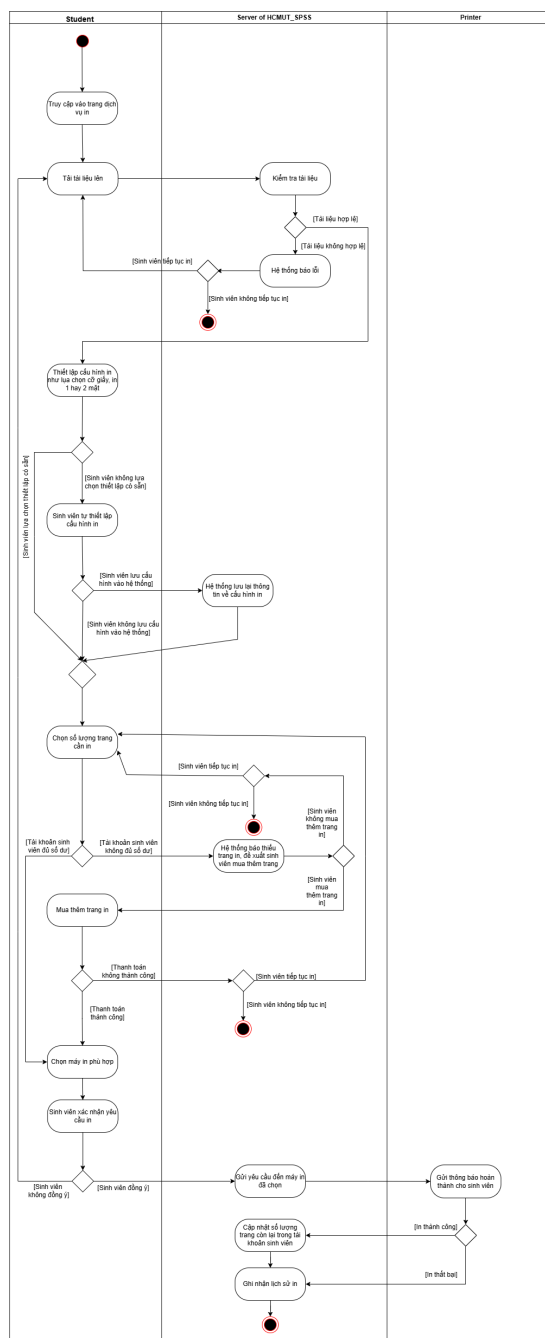 Student
Server of HCMUT_SPSS
Printer
Truy cập vào trang dịch
vụ in
Tải tài liệu lên
Kiểm tra tài liệu
[Tài liệu hợp lệ]
[Tài liệu không hợp lệ]
[Sinh viên tiếp tục in]
Hệ thống báo lỗi
[Sinh viên không tiếp tục in]
Thiết lập cấu hình in
như lụa chọn cỡ giấy, in
1 hay 2 mặt
[Sinh viên lựa chọn thiết lập có sẵn]
[Sinh viên không lựa
chọn thiết lập có sẵn]
Sinh viên tự thiết lập
cấu hình in
[Sinh viên lưu cấu
hình vào hệ thống]
Hệ thống lưu lại thông
tin về cấu hình in
[Sinh viên không lưu cấu
hình vào hệ thống]
Chọn số lượng trang
cần in
[Sinh viên tiếp tục in]
[Sinh viên không tiếp tục in]
[Sinh viên
không mua
thêm trang
in]
[Tài khoản sinh
viên đủ số dư]
[Tài khoản sinh viên
không đủ số dư]
Hệ thống báo thiếu
trang in, đề xuất sinh
viên mua thêm trang
[Sinh viên
mua
thêm trang
in]
Mua thêm trang in
[Thanh toán
không thành công]
[Sinh viên tiếp tục in]
[Thanh toán
thành công]
[Sinh viên không tiếp tục in]
Chọn máy in phù hợp
Sinh viên xác nhận yêu
cầu in
[Sinh viên
không đồng ý]
[Sinh viên đồng ý]
Gửi yêu cầu đến máy in
đã chọn
Gửi thông báo hoàn
thành cho sinh viên
[In thành công]
Cập nhật số lượng
trang còn lại trong tài
khoản sinh viên
[In thất bại]
Ghi nhận lịch sử in